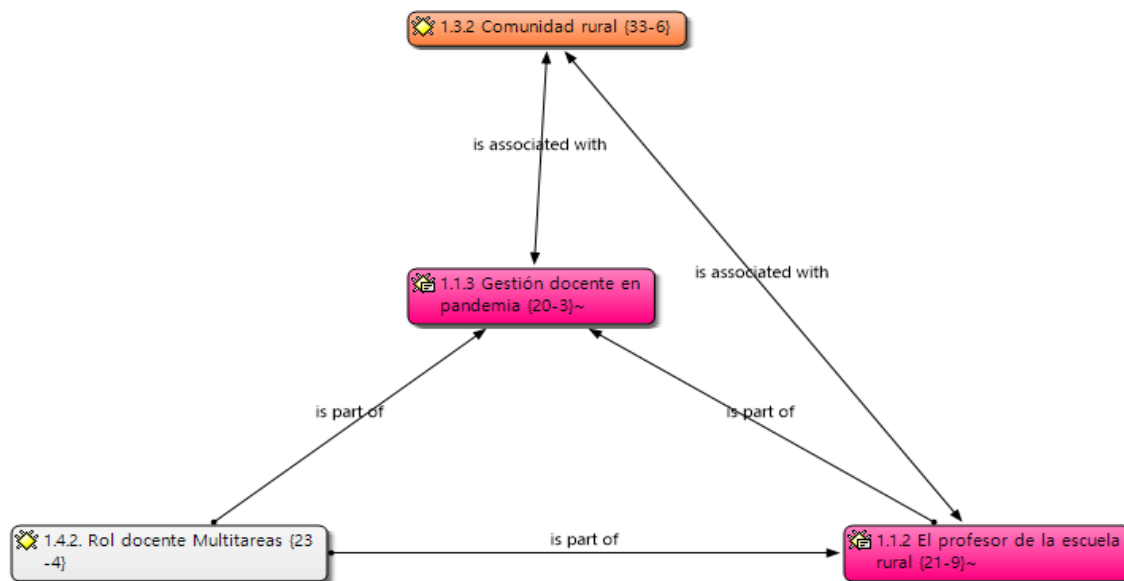 1.3.2 Comunidad rural {33-6}
is associated with
1.1.3 Gestión docente en
pandemia {20-3}~
is associated with
is part of
is part of
1.4.2. Rol docente Multitareas {23
-4}
is part of
1.1.2 El profesor de la escuela
rural {21-9}~